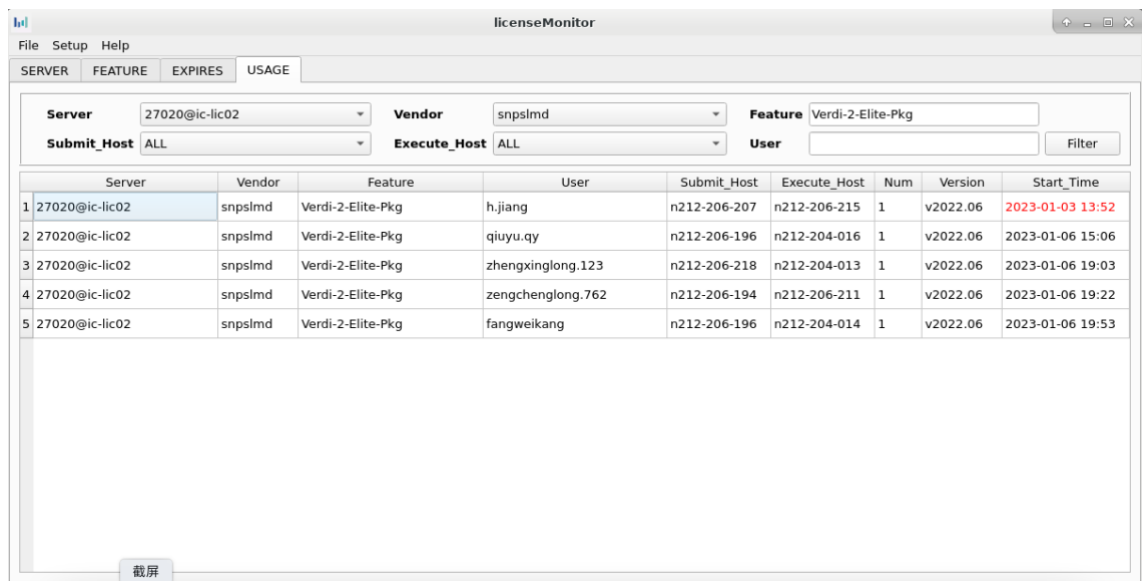 licenseMonitor
File Setup Help
SERVER FEATURE EXPIRES USAGE
Server 27020@ic-lic02 Vendor snpslmd Feature Verdi-2-Elite-Pkg
Submit_Host ALL Execute_Host ALL User Filter
Server Vendor Feature User Submit_Host Execute_Host Num Version Start_Time
1 27020@ic-lic02 snpslmd Verdi-2-Elite-Pkg h.jiang n212-206-207 n212-206-215 1 v2022.06 2023-01-03 13:52
2 27020@ic-lic02 snpslmd Verdi-2-Elite-Pkg qiuyu.qy n212-206-196 n212-204-016 1 v2022.06 2023-01-06 15:06
3 27020@ic-lic02 snpslmd Verdi-2-Elite-Pkg zhengxinglong.123 n212-206-218 n212-204-013 1 v2022.06 2023-01-06 19:03
4 27020@ic-lic02 snpslmd Verdi-2-Elite-Pkg zengchenglong.762 n212-206-194 n212-206-211 1 v2022.06 2023-01-06 19:22
5 27020@ic-lic02 snpslmd Verdi-2-Elite-Pkg fangweikang n212-206-196 n212-204-014 1 v2022.06 2023-01-06 19:53
截屏